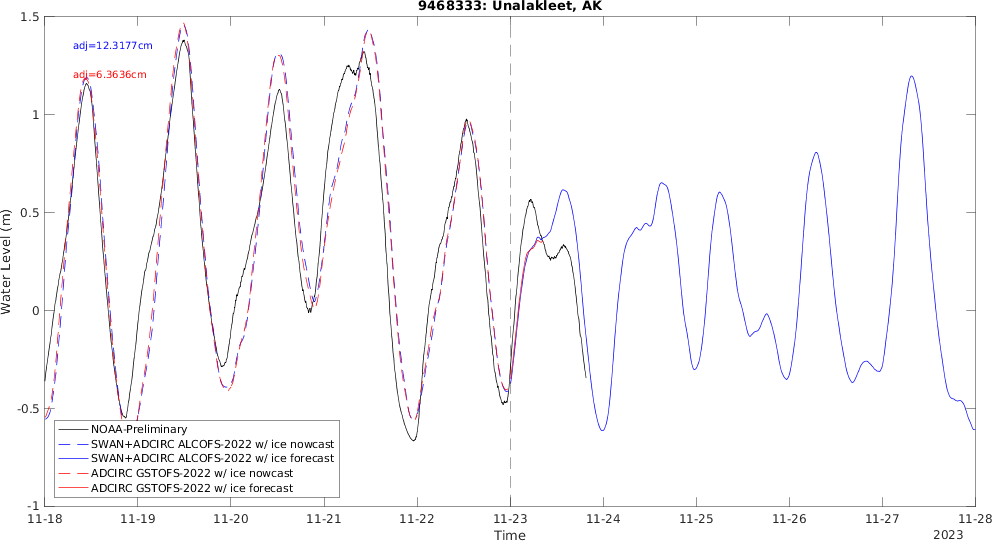 9468333: Unalakleet, AK
adj=12.3177cm
adj=6.3636cm
Water Level (m)
1.5
1
0.5
0
-0.5
-1
NOAA-Preliminary
SWAN+ADCIRC ALCOFS-2022 w/ ice nowcast
SWAN+ADCIRC ALCOFS-2022 w/ ice forecast
ADCIRC GSTOFS-2022 w/ ice nowcast
ADCIRC GSTOFS-2022 w/ ice forecast
11-18 11-19 11-20 11-21 11-22 11-23 11-24 11-25 11-26 11-27 11-28
Time
2023